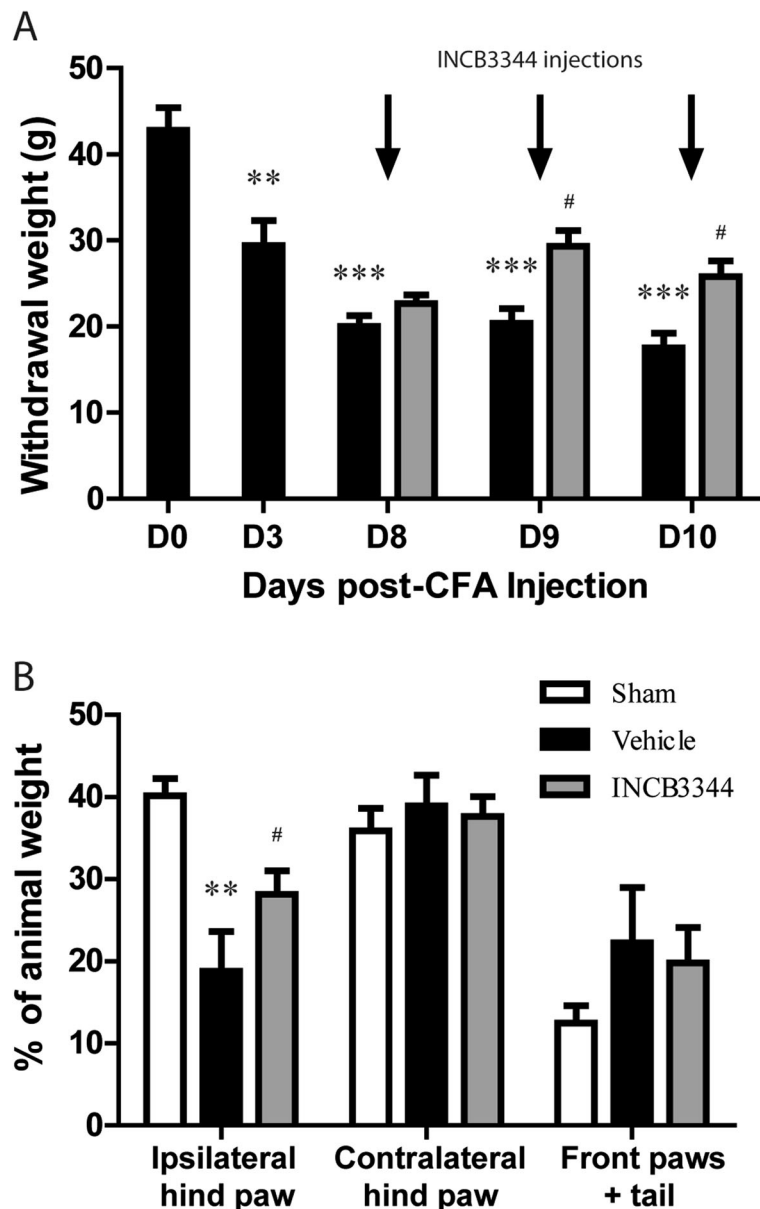 A
INCB3344 injections
Withdrawal weight (g)
50
40
30
20
10
0
**
***
***
#
***
#
D0 D3 D8 D9 D10
Days post-CFA Injection
B
Sham
Vehicle
INCB3344
% of animal weight
50
40
30
20
10
0
**
#
Ipsilateral hind paw
Contralateral hind paw
Front paws + tail